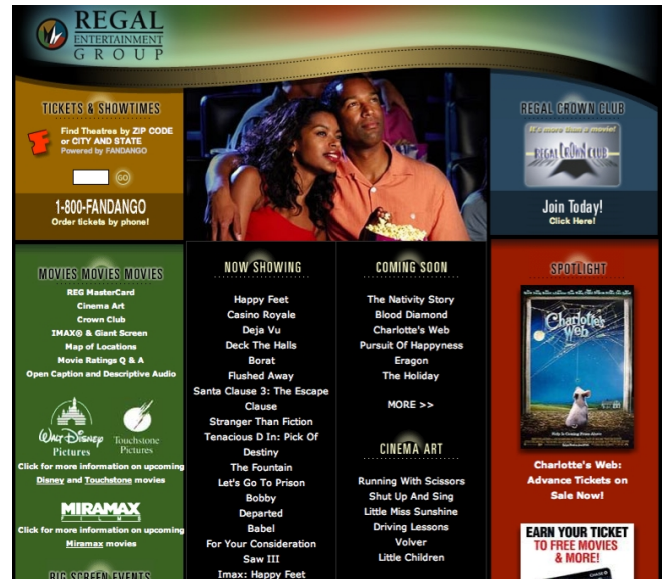 REGAL
ENTERTAINMENT
GROUP
TICKETS & SHOWTIMES
Find Theatres by ZIP CODE
or CITY AND STATE
Powered by FANDANGO
GO
1-800-FANDANGO
Order tickets by phone!
REGAL CROWN CLUB
It's more than a movie!
REGAL CROWN CLUB
Join Today!
Click Here!
MOVIES MOVIES MOVIES
REG MasterCard
Cinema Art
Crown Club
IMAX® & Giant Screen
Map of Locations
Movie Ratings Q & A
Open Caption and Descriptive Audio
WALT DISNEY
Pictures
Touchstone
Pictures
Click for more information on upcoming
Disney and Touchstone movies
MIRAMAX
FILMS
Click for more information on upcoming
Miramax movies
BIG SCREEN EVENTS
NOW SHOWING
Happy Feet
Casino Royale
Deja Vu
Deck The Halls
Borat
Flushed Away
Santa Clause 3: The Escape
Clause
Stranger Than Fiction
Tenacious D In: Pick Of
Destiny
The Fountain
Let's Go To Prison
Bobby
Departed
Babel
For Your Consideration
Saw III
Imax: Happy Feet
COMING SOON
The Nativity Story
Blood Diamond
Charlotte's Web
Pursuit Of Happyness
Eragon
The Holiday
MORE >>
CINEMA ART
Running With Scissors
Shut Up And Sing
Little Miss Sunshine
Driving Lessons
Volver
Little Children
SPOTLIGHT
Charlotte's
Web
Charlotte's Web:
Advance Tickets on
Sale Now!
EARN YOUR TICKET
TO FREE MOVIES
& MORE!